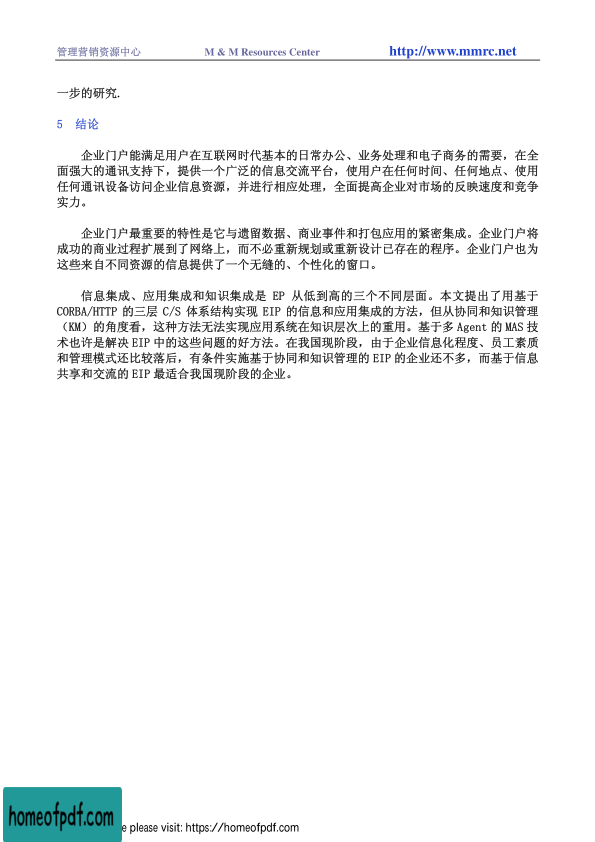 管理营销资源中心 M & M Resources Center http://www.mmrc.net
一步的研究.
5 结论
企业门户能满足用户在互联网时代基本的日常办公、业务处理和电子商务的需要，在全
面强大的通讯支持下，提供一个广泛的信息交流平台，使用户在任何时间、任何地点、使用
任何通讯设备访问企业信息资源，并进行相应处理，全面提高企业对市场的反映速度和竞争
实力。
企业门户最重要的特性是它与遗留数据、商业事件和打包应用的紧密集成。企业门户将
成功的商业过程扩展到了网络上，而不必重新规划或重新设计已存在的程序。企业门户也为
这些来自不同资源的信息提供了一个无缝的、个性化的窗口。
信息集成、应用集成和知识集成是 EP 从低到高的三个不同层面。本文提出了用基于
CORBA/HTTP 的三层 C/S 体系结构实现 EIP 的信息和应用集成的方法，但从协同和知识管理
（KM）的角度看，这种方法无法实现应用系统在知识层次上的重用。基于多 Agent 的 MAS 技
术也许是解决 EIP 中的这些问题的好方法。在我国现阶段，由于企业信息化程度、员工素质
和管理模式还比较落后，有条件实施基于协同和知识管理的 EIP 的企业还不多，而基于信息
共享和交流的 EIP 最适合我国现阶段的企业。
homeofpdf.com
e please visit: https://homeofpdf.com